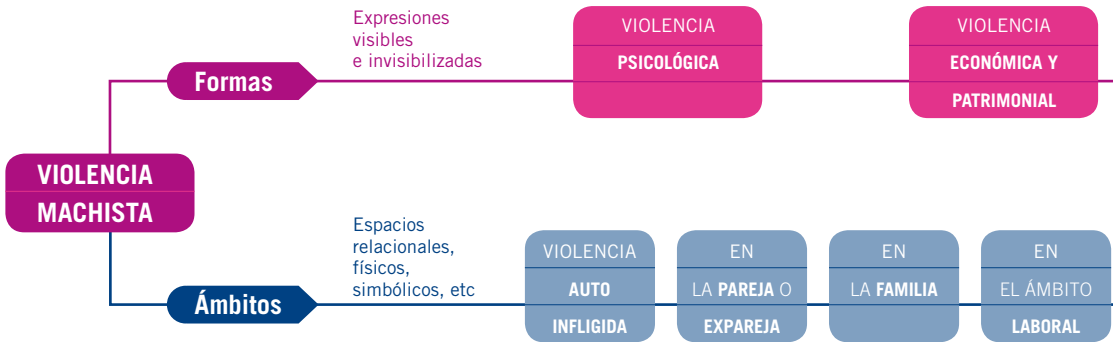 Expresiones
visibles
e invisibilizadas
VIOLENCIA
PSICOLÓGICA
VIOLENCIA
ECONÓMICA Y
PATRIMONIAL
Formas
VIOLENCIA
MACHISTA
Espacios
relacionales,
físicos,
simbólicos, etc
VIOLENCIA
AUTO
INFLIGIDA
EN
LA PAREJA O
EXPAREJA
EN
LA FAMILIA
EN
EL ÁMBITO
LABORAL
Ámbitos